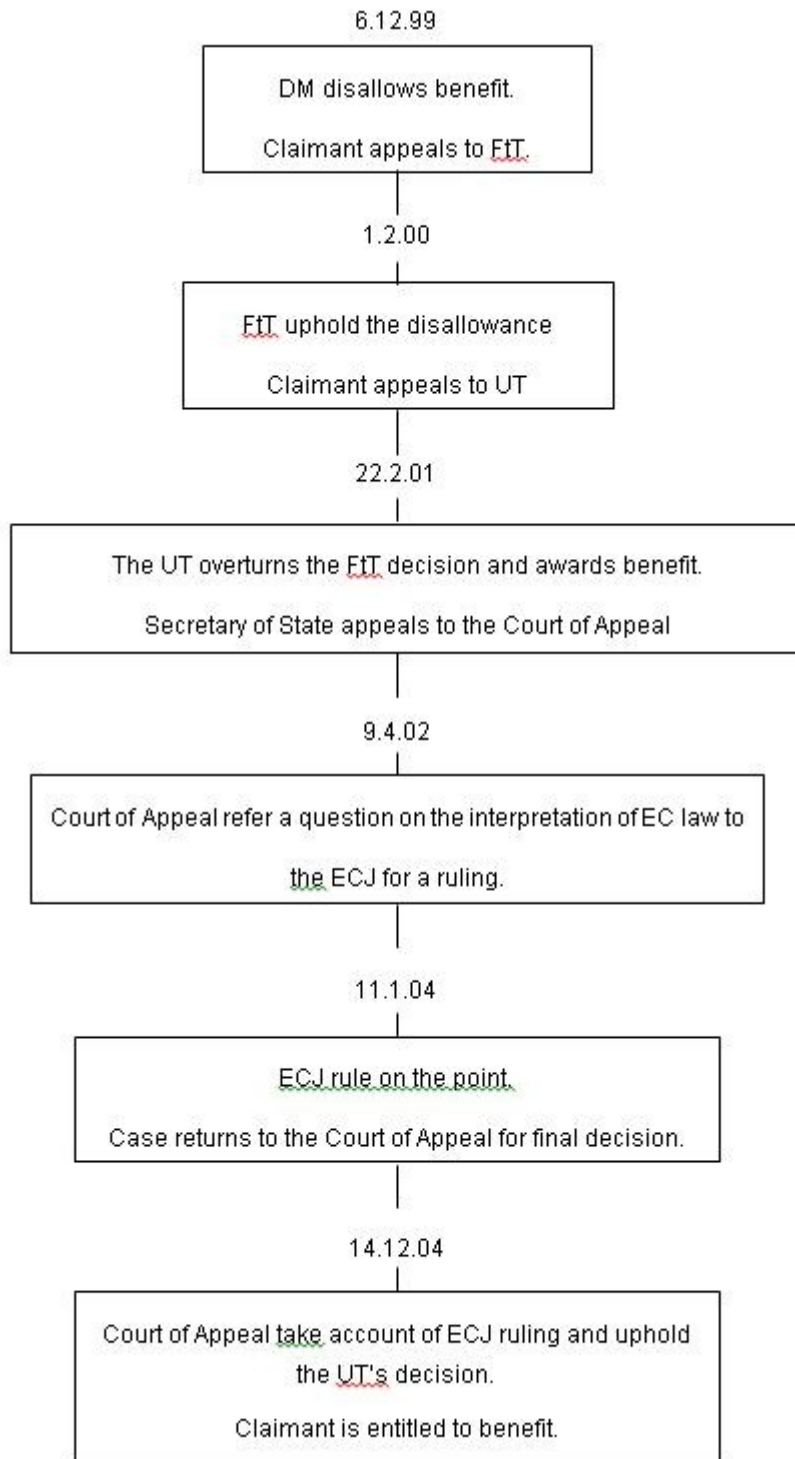 6.12.99
DM disallows benefit.
Claimant appeals to FtT.
1.2.00
FtT uphold the disallowance
Claimant appeals to UT
22.2.01
The UT overturns the FtT decision and awards benefit.
Secretary of State appeals to the Court of Appeal
9.4.02
Court of Appeal refer a question on the interpretation of EC law to
the ECJ for a ruling.
11.1.04
ECJ rule on the point.
Case returns to the Court of Appeal for final decision.
14.12.04
Court of Appeal take account of ECJ ruling and uphold
the UT's decision.
Claimant is entitled to benefit.